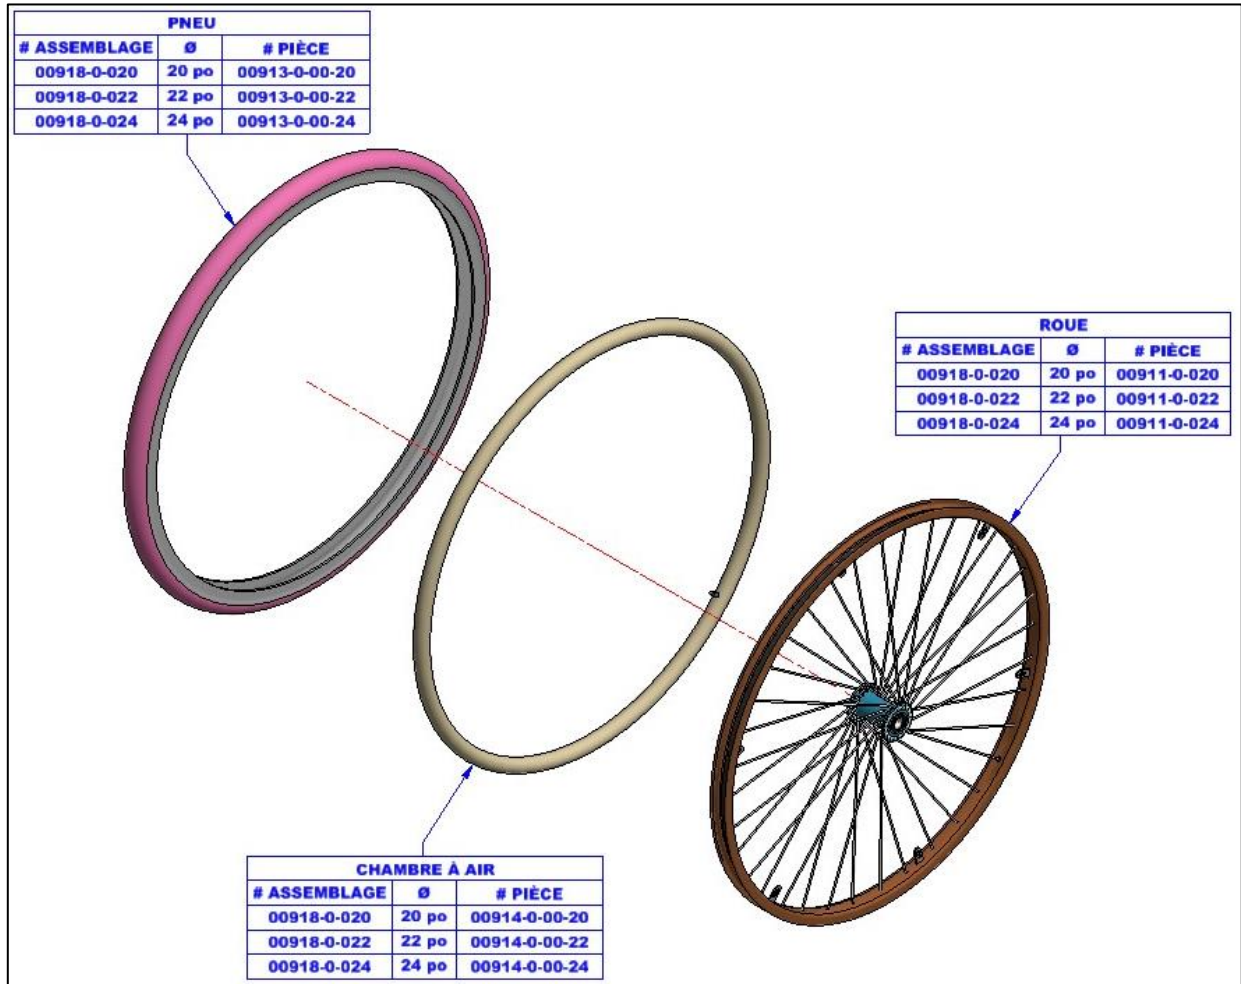 PNEU
# ASSEMBLAGE Ø # PIÈCE
00918-0-020 20 po 00913-0-00-20
00918-0-022 22 po 00913-0-00-22
00918-0-024 24 po 00913-0-00-24
ROUE
# ASSEMBLAGE Ø # PIÈCE
00918-0-020 20 po 00911-0-020
00918-0-022 22 po 00911-0-022
00918-0-024 24 po 00911-0-024
CHAMBRE À AIR
# ASSEMBLAGE Ø # PIÈCE
00918-0-020 20 po 00914-0-00-20
00918-0-022 22 po 00914-0-00-22
00918-0-024 24 po 00914-0-00-24